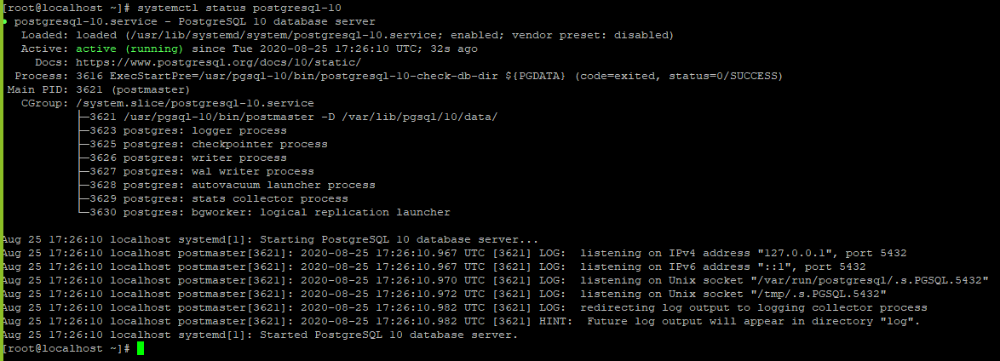 [root@localhost ~]# systemctl status postgresql-10
● postgresql-10.service - PostgreSQL 10 database server
   Loaded: loaded (/usr/lib/systemd/system/postgresql-10.service; enabled; vendor preset: disabled)
   Active: active (running) since Tue 2020-08-25 17:26:10 UTC; 32s ago
     Docs: https://www.postgresql.org/docs/10/static/
  Process: 3616 ExecStartPre=/usr/pgsql-10/bin/postgresql-10-check-db-dir ${PGDATA} (code=exited, status=0/SUCCESS)
 Main PID: 3621 (postmaster)
   CGroup: /system.slice/postgresql-10.service
           ├─3621 /usr/pgsql-10/bin/postmaster -D /var/lib/pgsql/10/data/
           ├─3623 postgres: logger process
           ├─3625 postgres: checkpointer process
           ├─3626 postgres: writer process
           ├─3627 postgres: wal writer process
           ├─3628 postgres: autovacuum launcher process
           ├─3629 postgres: stats collector process
           └─3630 postgres: bgworker: logical replication launcher

Aug 25 17:26:10 localhost systemd[1]: Starting PostgreSQL 10 database server...
Aug 25 17:26:10 localhost postmaster[3621]: 2020-08-25 17:26:10.967 UTC [3621] LOG:  listening on IPv4 address "127.0.0.1", port 5432
Aug 25 17:26:10 localhost postmaster[3621]: 2020-08-25 17:26:10.967 UTC [3621] LOG:  listening on IPv6 address "::1", port 5432
Aug 25 17:26:10 localhost postmaster[3621]: 2020-08-25 17:26:10.970 UTC [3621] LOG:  listening on Unix socket "/var/run/postgresql/.s.PGSQL.5432"
Aug 25 17:26:10 localhost postmaster[3621]: 2020-08-25 17:26:10.972 UTC [3621] LOG:  listening on Unix socket "/tmp/.s.PGSQL.5432"
Aug 25 17:26:10 localhost postmaster[3621]: 2020-08-25 17:26:10.982 UTC [3621] LOG:  redirecting log output to logging collector process
Aug 25 17:26:10 localhost postmaster[3621]: 2020-08-25 17:26:10.982 UTC [3621] HINT:  Future log output will appear in directory "log".
Aug 25 17:26:10 localhost systemd[1]: Started PostgreSQL 10 database server.
[root@localhost ~]#